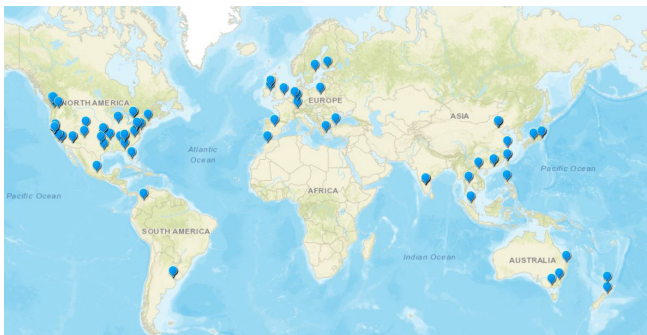 NORTH AMERICA
EUROPE
ASIA
Atlantic
Ocean
Pacific Ocean
AFRICA
Pacific Ocean
SOUTH AMERICA
Indian Ocean
AUSTRALIA